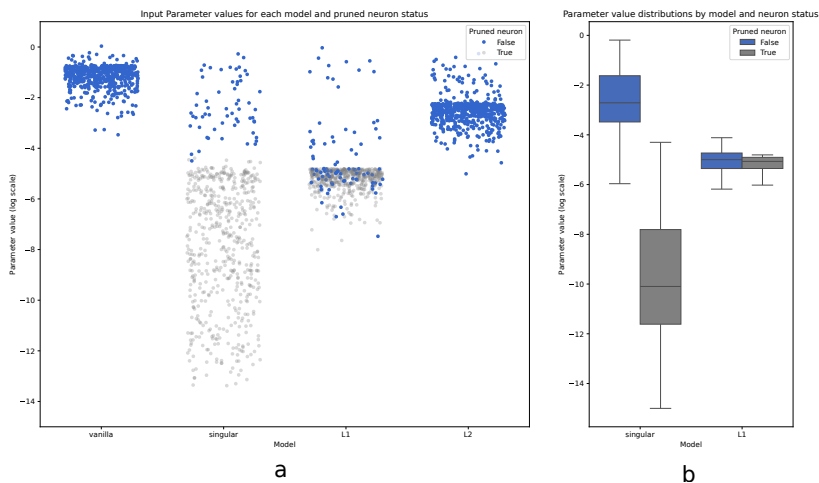 Input Parameter values for each model and pruned neuron status
Pruned neuron
False
True
0
−2
−4
−6
−8
−10
−12
−14
Parameter value (log scale)
vanilla
singular
L1
L2
Model
a
Parameter value distributions by model and neuron status
Pruned neuron
False
True
0
−2
−4
−6
−8
−10
−12
−14
Parameter value (log scale)
singular
L1
Model
b